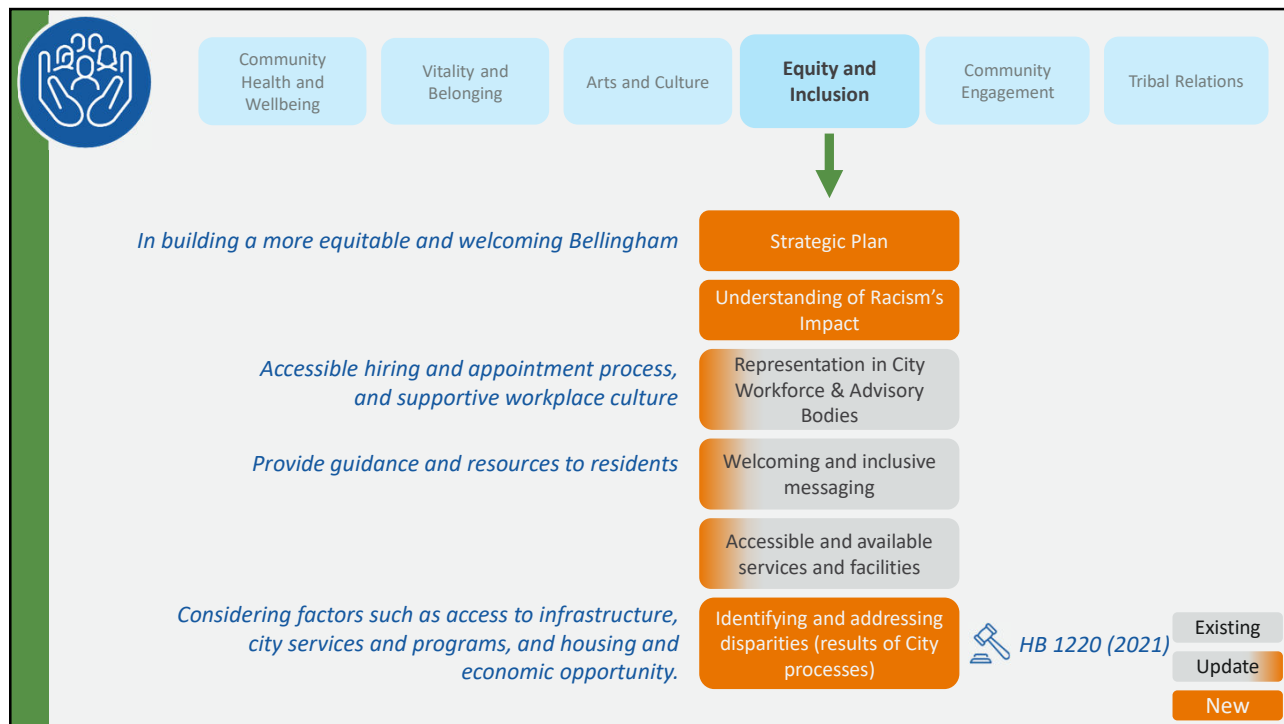 Community
Health and
Wellbeing
Vitality and
Belonging
Arts and Culture
Equity and
Inclusion
Community
Engagement
Tribal Relations
In building a more equitable and welcoming Bellingham
Strategic Plan
Understanding of Racism's
Impact
Accessible hiring and appointment process,
and supportive workplace culture
Representation in City
Workforce & Advisory
Bodies
Provide guidance and resources to residents
Welcoming and inclusive
messaging
Accessible and available
services and facilities
Considering factors such as access to infrastructure,
city services and programs, and housing and
economic opportunity.
Identifying and addressing
disparities (results of City
processes)
HB 1220 (2021)
Existing
Update
New